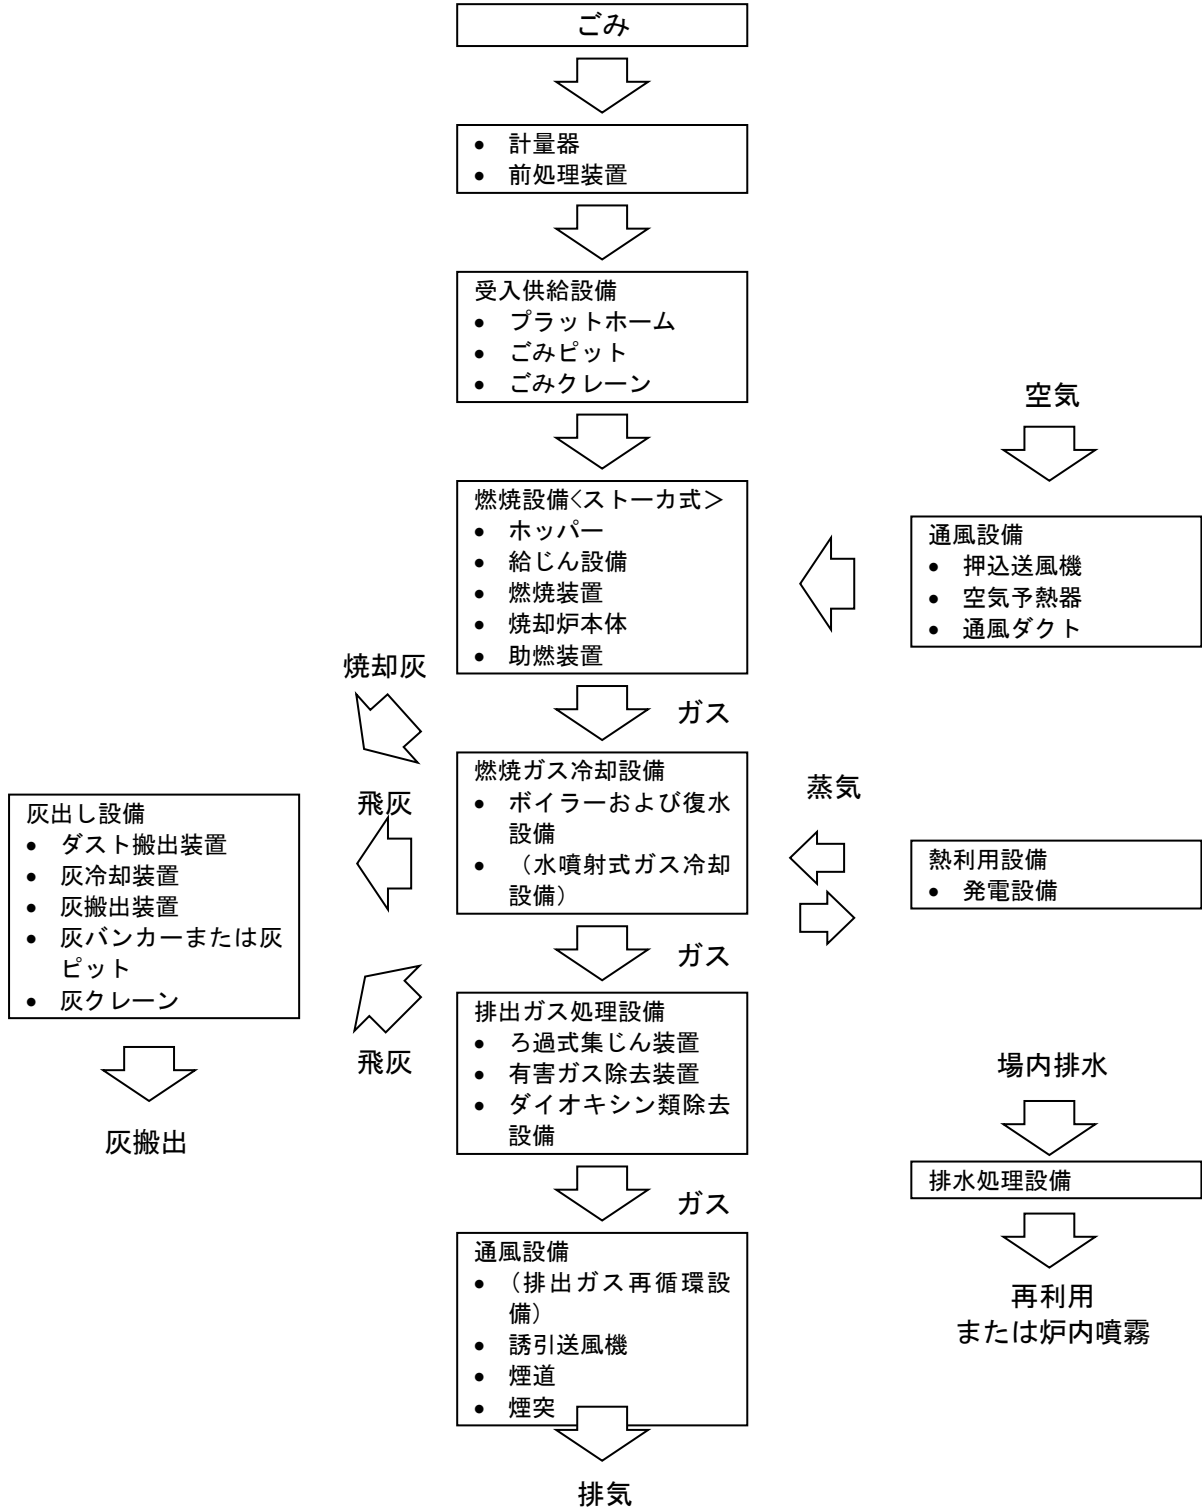 ごみ
• 計量器
• 前処理装置
受入供給設備
• プラットホーム
• ごみピット
• ごみクレーン
空気
燃焼設備<ストーカ式＞
• ホッパー
• 給じん設備
• 燃焼装置
• 焼却炉本体
• 助燃装置
通風設備
• 押込送風機
• 空気予熱器
• 通風ダクト
焼却灰
ガス
燃焼ガス冷却設備
• ボイラーおよび復水
設備
• （水噴射式ガス冷却
設備）
蒸気
飛灰
灰出し設備
• ダスト搬出装置
• 灰冷却装置
• 灰搬出装置
• 灰バンカーまたは灰
ピット
• 灰クレーン
熱利用設備
• 発電設備
ガス
排出ガス処理設備
• ろ過式集じん装置
• 有害ガス除去装置
• ダイオキシン類除去
設備
飛灰
灰搬出
場内排水
排水処理設備
ガス
通風設備
• （排出ガス再循環設
備）
• 誘引送風機
• 煙道
• 煙突
再利用
または炉内噴霧
排気